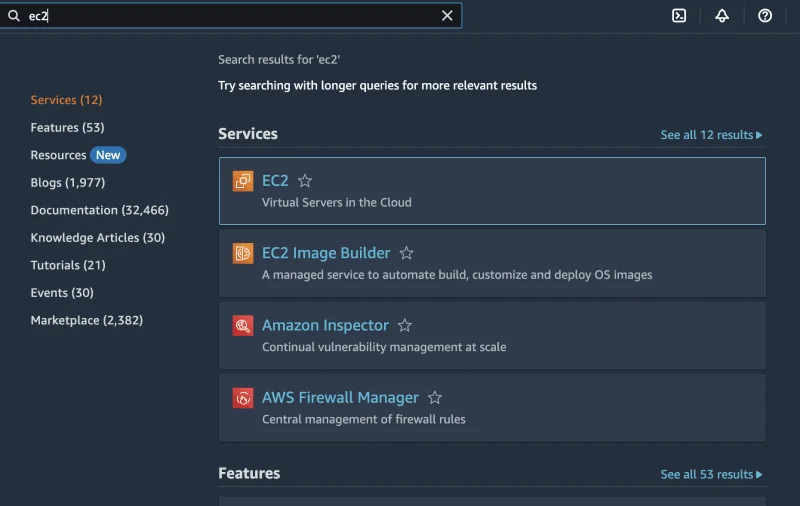 ec2
Search results for 'ec2'
Try searching with longer queries for more relevant results
Services (12)
Features (53)
Resources New
Blogs (1,977)
Documentation (32,466)
Knowledge Articles (30)
Tutorials (21)
Events (30)
Marketplace (2,382)
Services
See all 12 results
EC2
Virtual Servers in the Cloud
EC2 Image Builder
A managed service to automate build, customize and deploy OS images
Amazon Inspector
Continual vulnerability management at scale
AWS Firewall Manager
Central management of firewall rules
Features
See all 53 results